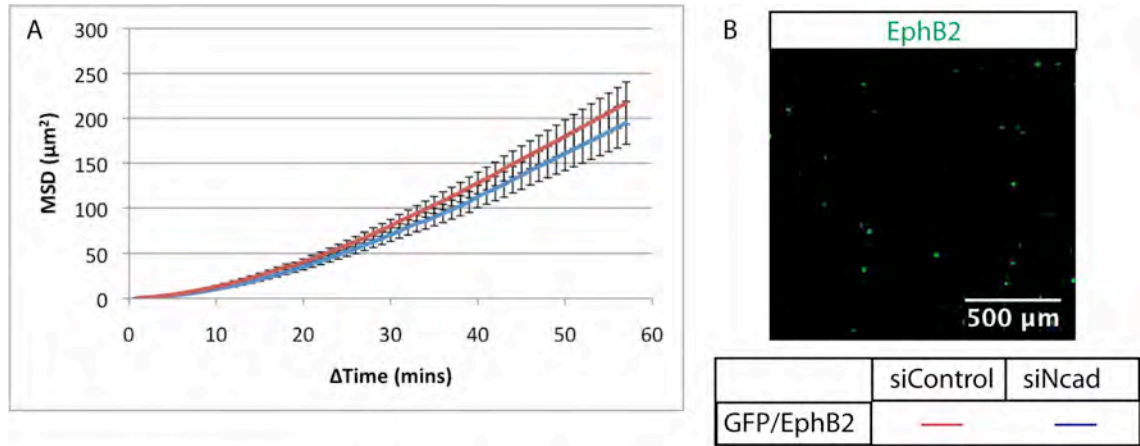 A
300
250
200
150
100
50
0
0 10 20 30 40 50 60
MSD (µm²)
ΔTime (mins)
B
EphB2
500 µm
siControl siNcad
GFP/EphB2